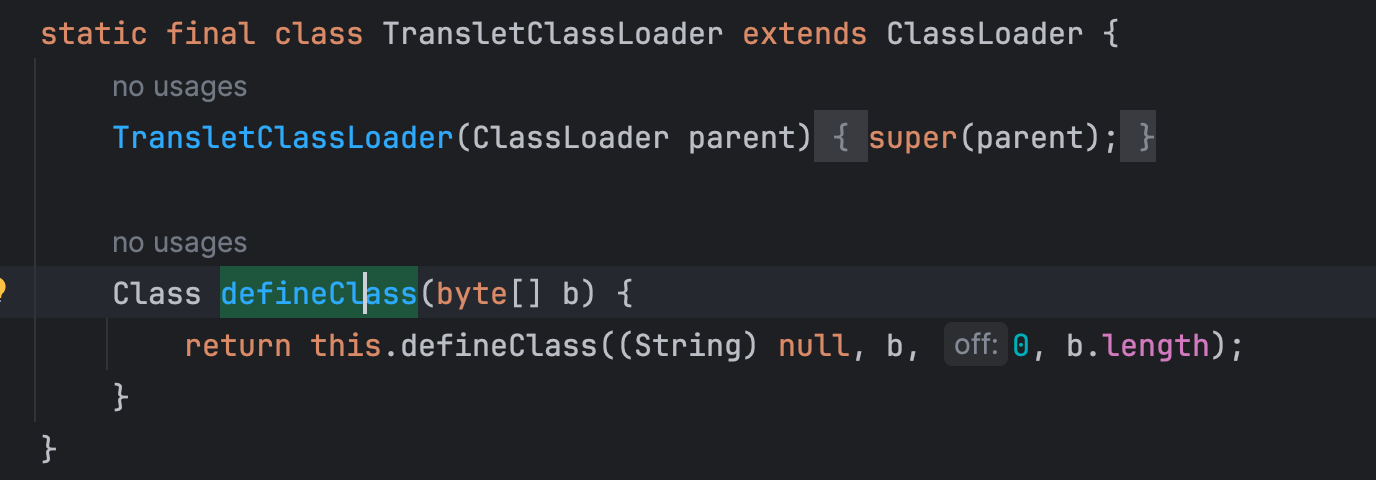 static final class TransletClassLoader extends ClassLoader {
no usages
TransletClassLoader(ClassLoader parent) { super(parent); }
no usages
Class defineClass(byte[] b) {
return this.defineClass((String) null, b, off: 0, b.length);
}
}